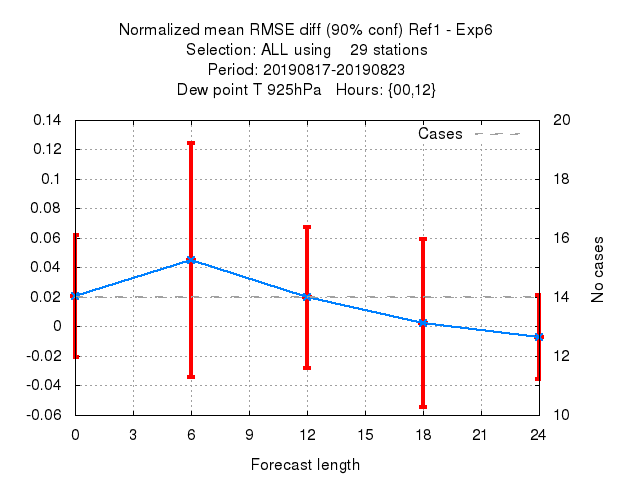 Normalized mean RMSE diff (90% conf) Ref1 - Exp6
Selection: ALL using    29 stations
Period: 20190817-20190823
Dew point T 925hPa   Hours: {00,12}
Cases
0.14
0.12
0.1
0.08
0.06
0.04
0.02
0
-0.02
-0.04
-0.06
20
18
16
14
12
10
No cases
0 3 6 9 12 15 18 21 24
Forecast length